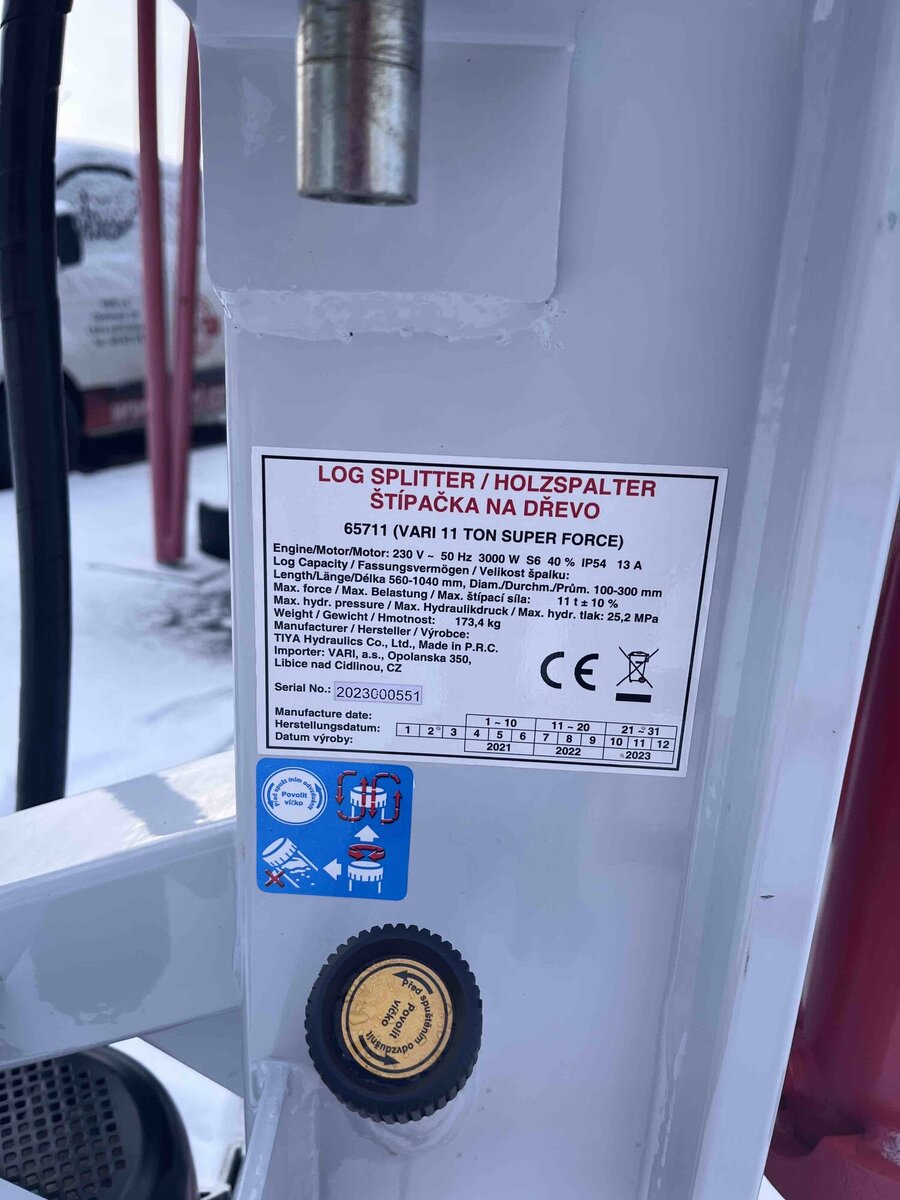 LOG SPLITTER / HOLZSPALTER
ŠTÍPAČKA NA DŘEVO
65711 (VARI 11 TON SUPER FORCE)
Engine/Motor/Motor: 230 V ~ 50 Hz 3000 W S6 40 % IP54 13 A
Log Capacity / Fassungsvermögen / Velikost špalku:
Length/Länge/Délka 560-1040 mm, Diam./Durchm./Prům. 100-300 mm
Max. force / Max. Belastung / Max. štípací síla: 11 t ± 10 %
Max. hydr. pressure / Max. Hydraulikdruck / Max. hydr. tlak: 25,2 MPa
Weight / Gewicht / Hmotnost: 173,4 kg
Manufacturer / Hersteller / Výrobce:
TIYA Hydraulics Co., Ltd., Made in P.R.C.
Importer: VARI, a.s., Opolanska 350,
Libice nad Cidlinou, CZ
CE
Serial No.: 2023000551
Manufacture date:
Herstellungsdatum:
Datum výroby:
1 ~ 10 11 ~ 20 21 ~ 31
1 2 3 4 5 6 7 8 9 10 11 12
2021 2022 2023
Před spuštěním odvzdušnit
Povolit
víčko
Před spuštěním odvzdušnit
Povolit
víčko